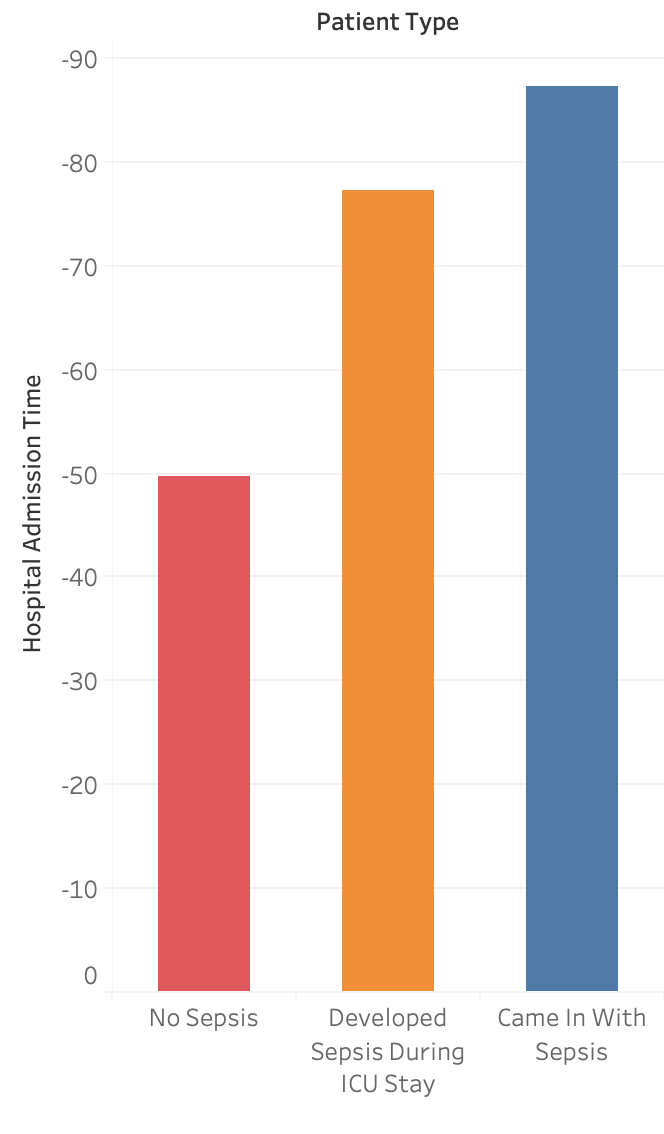 Patient Type
-90
-80
-70
-60
-50
-40
-30
-20
-10
0
Hospital Admission Time
No Sepsis
Developed
Sepsis During
ICU Stay
Came In With
Sepsis